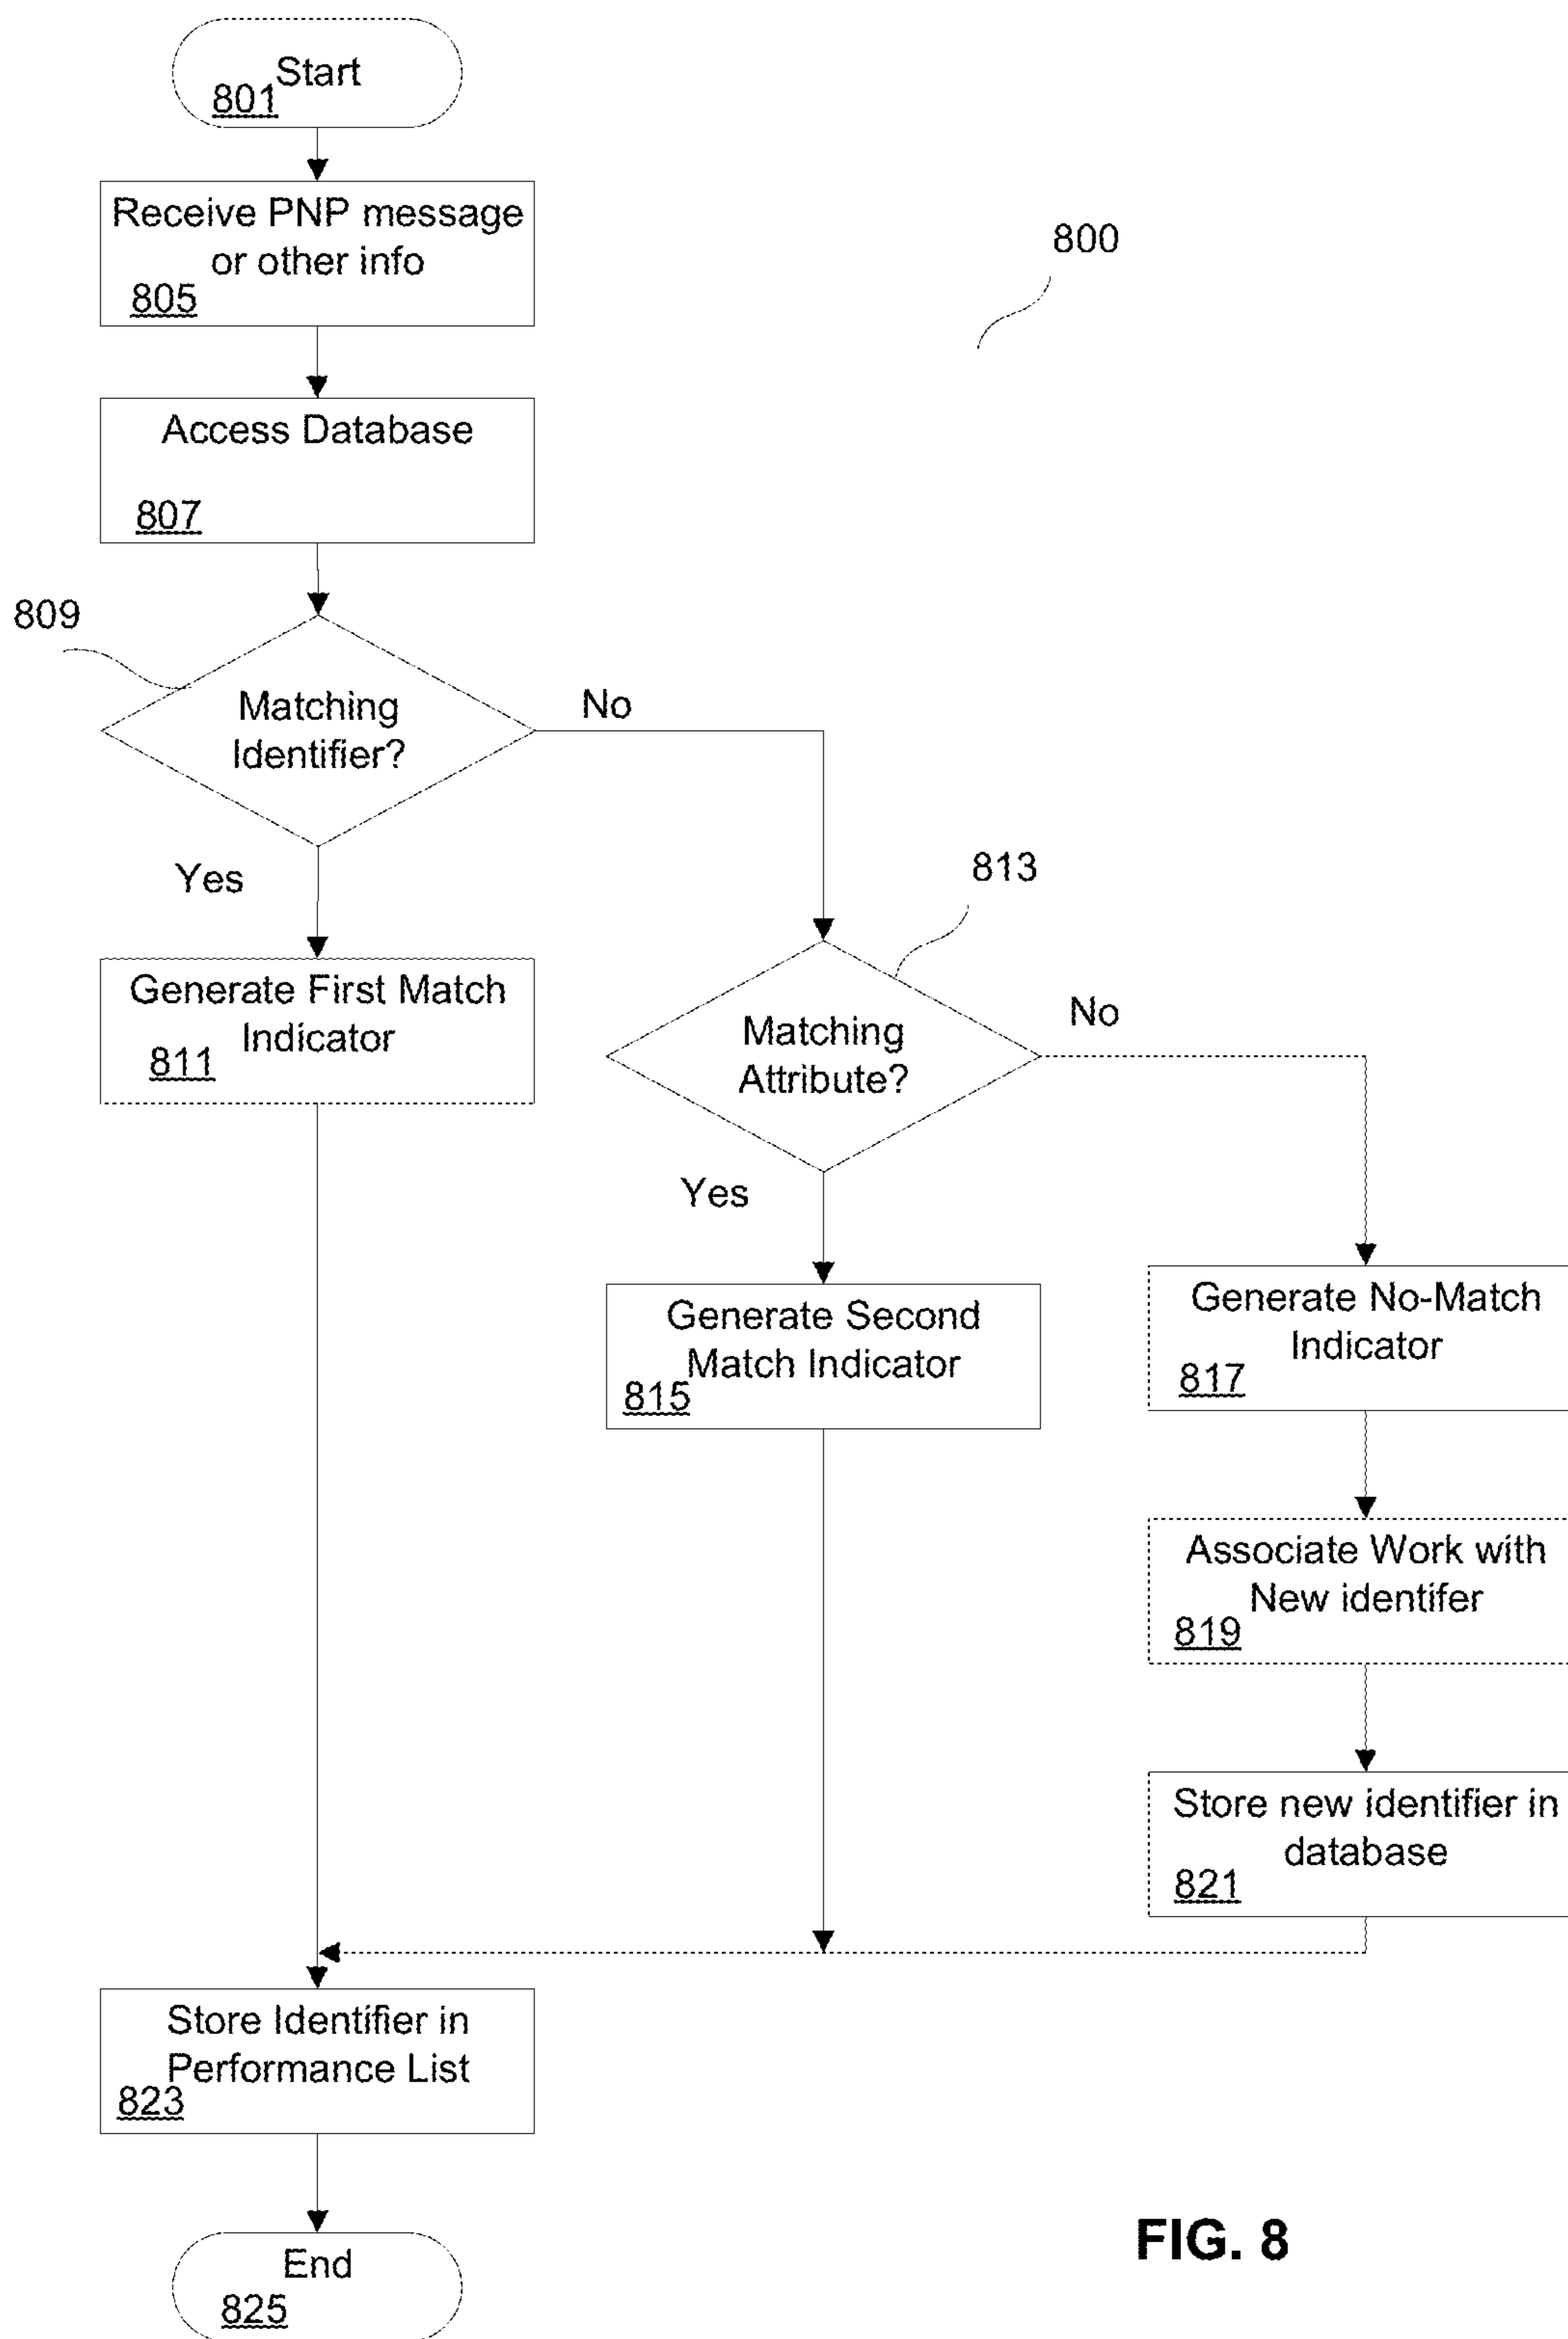 Start
801
Receive PNP message
or other info
805
800
Access Database
807
809
Matching
Identifier?
No
Yes
813
Generate First Match
Indicator
811
Matching
Attribute?
No
Yes
Generate Second
Match Indicator
815
Generate No-Match
Indicator
817
Associate Work with
New identifer
819
Store new identifier in
database
821
Store Identifier in
Performance List
823
End
825
FIG. 8